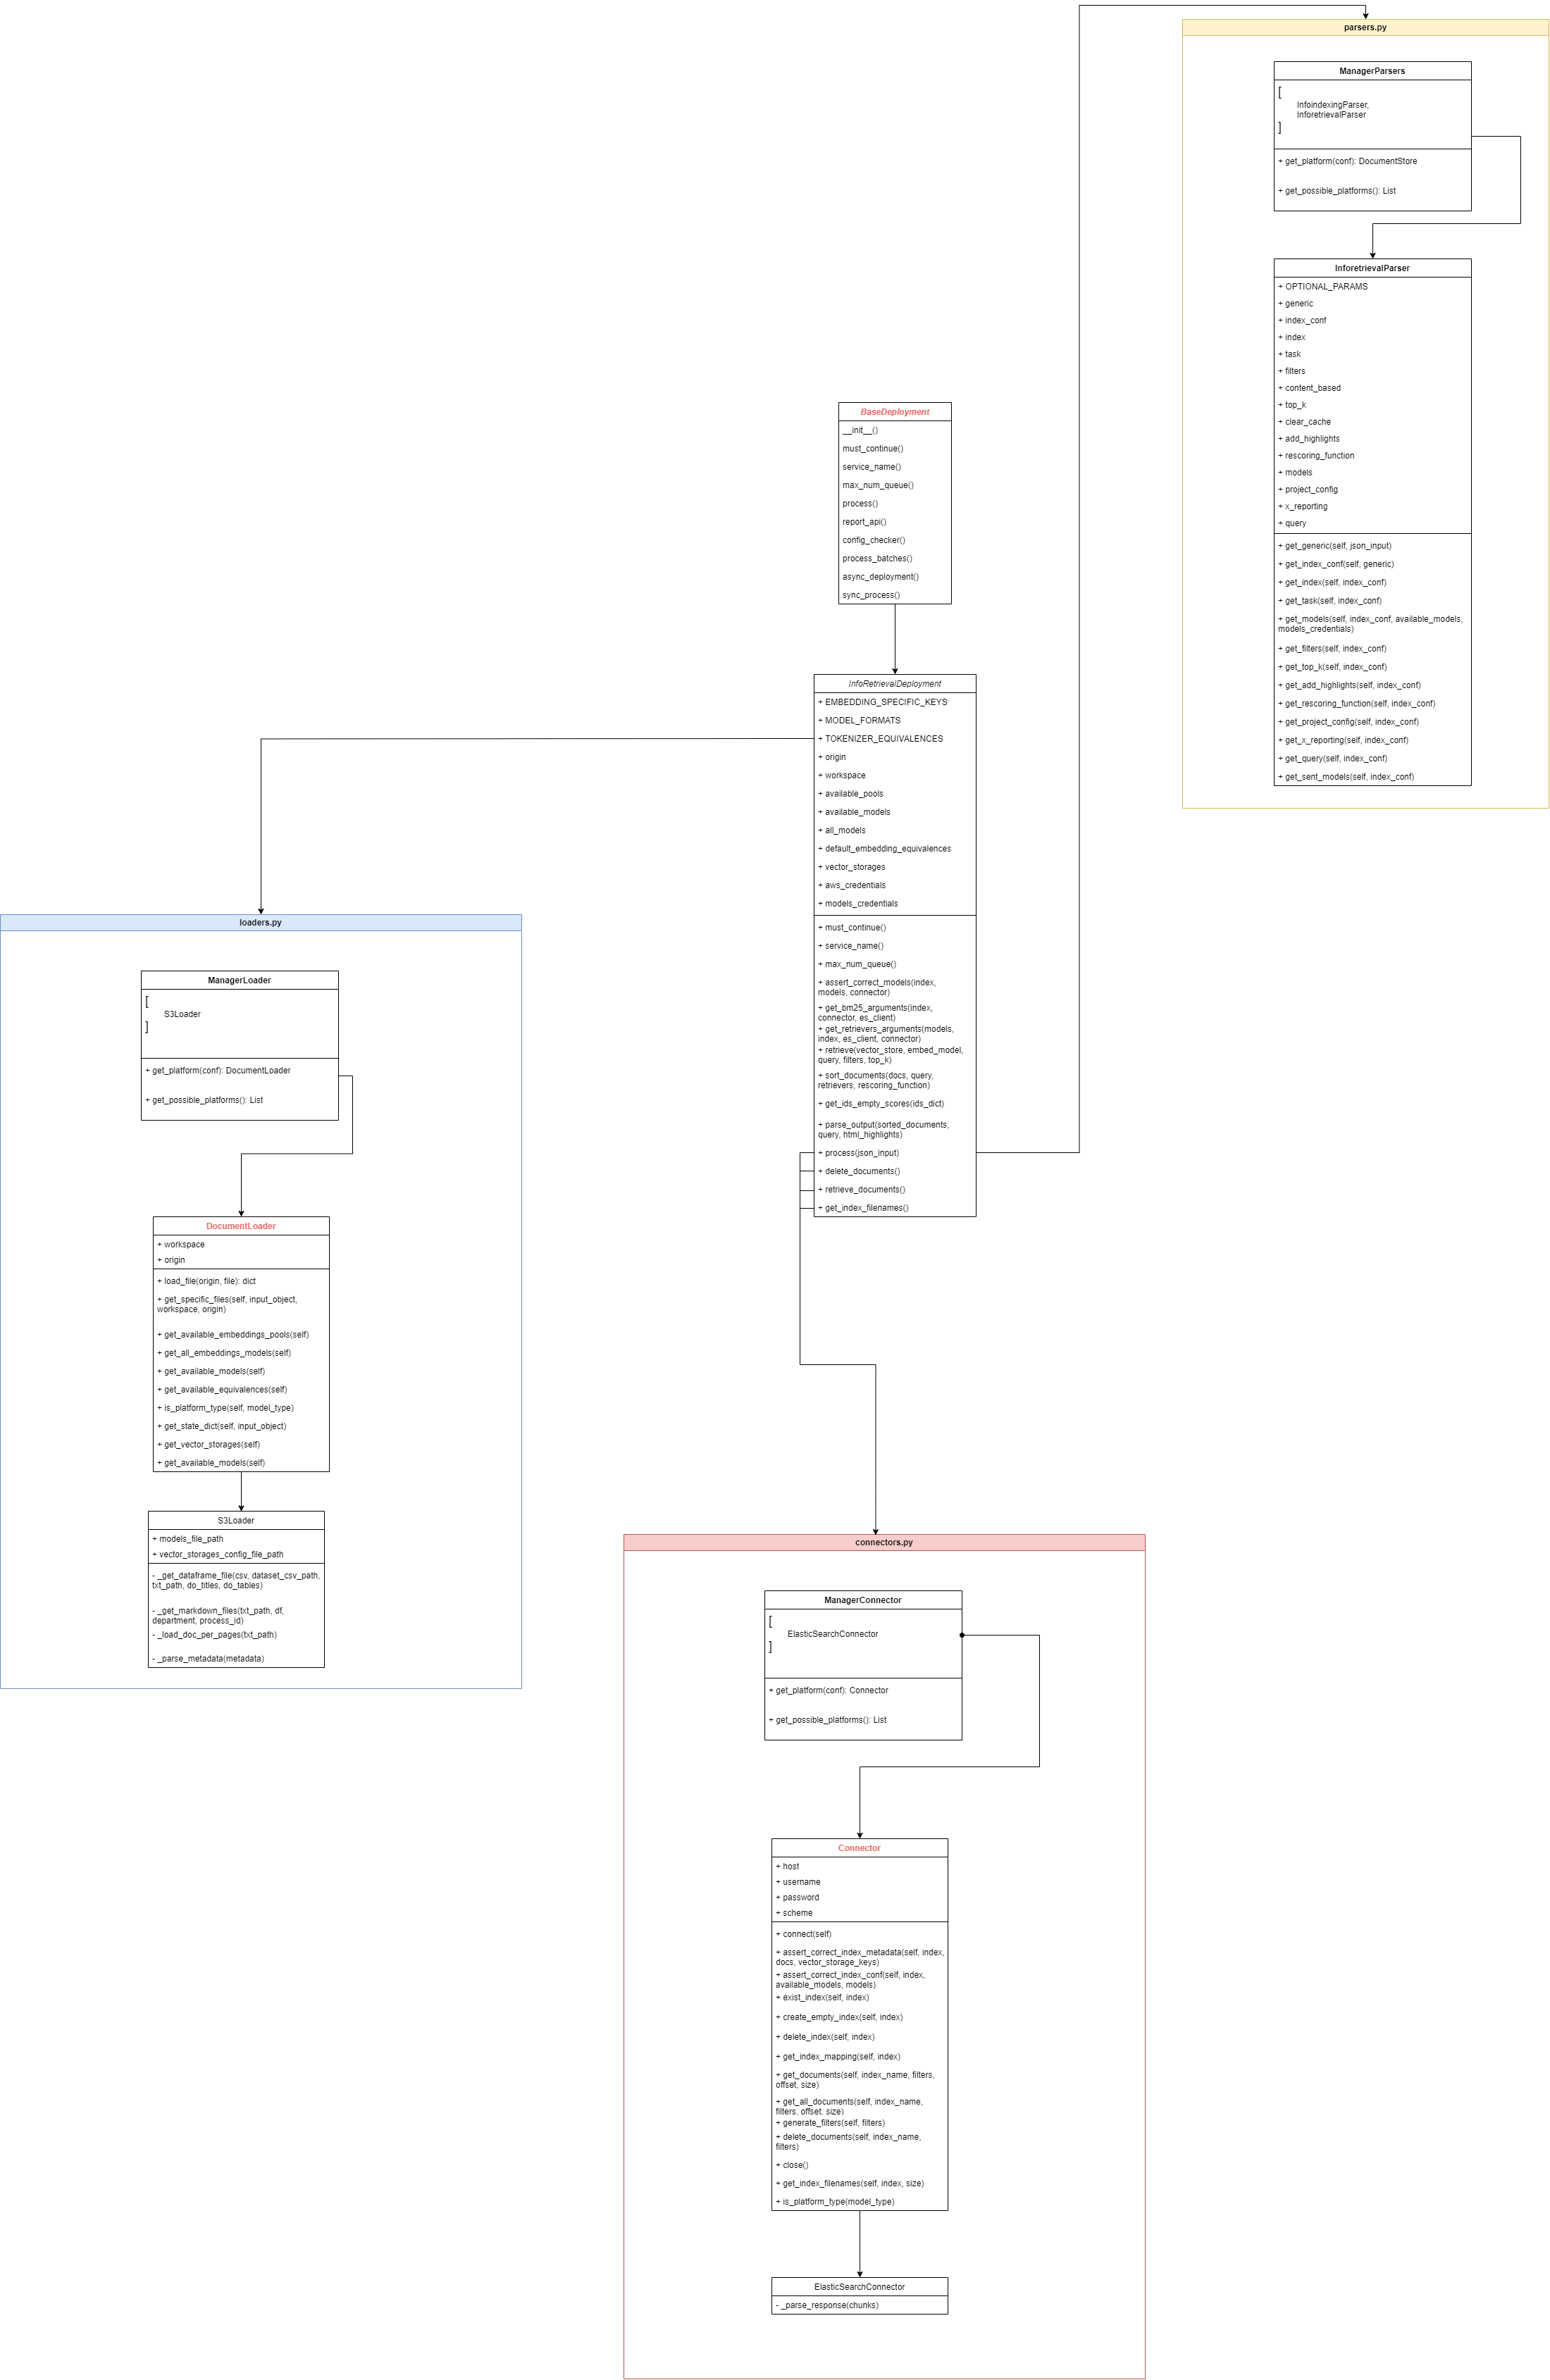 parsers.py
ManagerParsers
[
InfoindexingParser,
InforetrievalParser
]
+ get_platform(conf): DocumentStore
+ get_possible_platforms(): List
InforetrievalParser
+ OPTIONAL_PARAMS
+ generic
+ index_conf
+ index
+ task
+ filters
+ content_based
+ top_k
+ clear_cache
+ add_highlights
+ rescoring_function
+ models
+ project_config
+ x_reporting
+ query
+ get_generic(self, json_input)
+ get_index_conf(self, generic)
+ get_index(self, index_conf)
+ get_task(self, index_conf)
+ get_models(self, index_conf, available_models,
models_credentials)
+ get_filters(self, index_conf)
+ get_top_k(self, index_conf)
+ get_add_highlights(self, index_conf)
+ get_rescoring_function(self, index_conf)
+ get_project_config(self, index_conf)
+ get_x_reporting(self, index_conf)
+ get_query(self, index_conf)
+ get_sent_models(self, index_conf)
BaseDeployment
__init__()
must_continue()
service_name()
max_num_queue()
process()
report_api()
config_checker()
process_batches()
async_deployment()
sync_process()
InfoRetrievalDeployment
+ EMBEDDING_SPECIFIC_KEYS
+ MODEL_FORMATS
+ TOKENIZER_EQUIVALENCES
+ origin
+ workspace
+ available_pools
+ available_models
+ all_models
+ default_embedding_equivalences
+ vector_storages
+ aws_credentials
+ models_credentials
+ must_continue()
+ service_name()
+ max_num_queue()
+ assert_correct_models(index,
models, connector)
+ get_bm25_arguments(index,
connector, es_client)
+ get_retrievers_arguments(models,
index, es_client, connector)
+ retrieve(vector_store, embed_model,
query, filters, top_k)
+ sort_documents(docs, query,
retrievers, rescoring_function)
+ get_ids_empty_scores(ids_dict)
+ parse_output(sorted_documents,
query, html_highlights)
+ process(json_input)
+ delete_documents()
+ retrieve_documents()
+ get_index_filenames()
loaders.py
ManagerLoader
[
S3Loader
]
+ get_platform(conf): DocumentLoader
+ get_possible_platforms(): List
DocumentLoader
+ workspace
+ origin
+ load_file(origin, file): dict
+ get_specific_files(self, input_object,
workspace, origin)
+ get_available_embeddings_pools(self)
+ get_all_embeddings_models(self)
+ get_available_models(self)
+ get_available_equivalences(self)
+ is_platform_type(self, model_type)
+ get_state_dict(self, input_object)
+ get_vector_storages(self)
+ get_available_models(self)
S3Loader
+ models_file_path
+ vector_storages_config_file_path
- _get_dataframe_file(csv, dataset_csv_path,
txt_path, do_titles, do_tables)
- _get_markdown_files(txt_path, df,
department, process_id)
- _load_doc_per_pages(txt_path)
- _parse_metadata(metadata)
connectors.py
ManagerConnector
[
ElasticSearchConnector
]
+ get_platform(conf): Connector
+ get_possible_platforms(): List
Connector
+ host
+ username
+ password
+ scheme
+ connect(self)
+ assert_correct_index_metadata(self, index,
docs, vector_storage_keys)
+ assert_correct_index_conf(self, index,
available_models, models)
+ exist_index(self, index)
+ create_empty_index(self, index)
+ delete_index(self, index)
+ get_index_mapping(self, index)
+ get_documents(self, index_name, filters,
offset, size)
+ get_all_documents(self, index_name,
filters, offset, size)
+ generate_filters(self, filters)
+ delete_documents(self, index_name,
filters)
+ close()
+ get_index_filenames(self, index, size)
+ is_platform_type(model_type)
ElasticSearchConnector
- _parse_response(chunks)